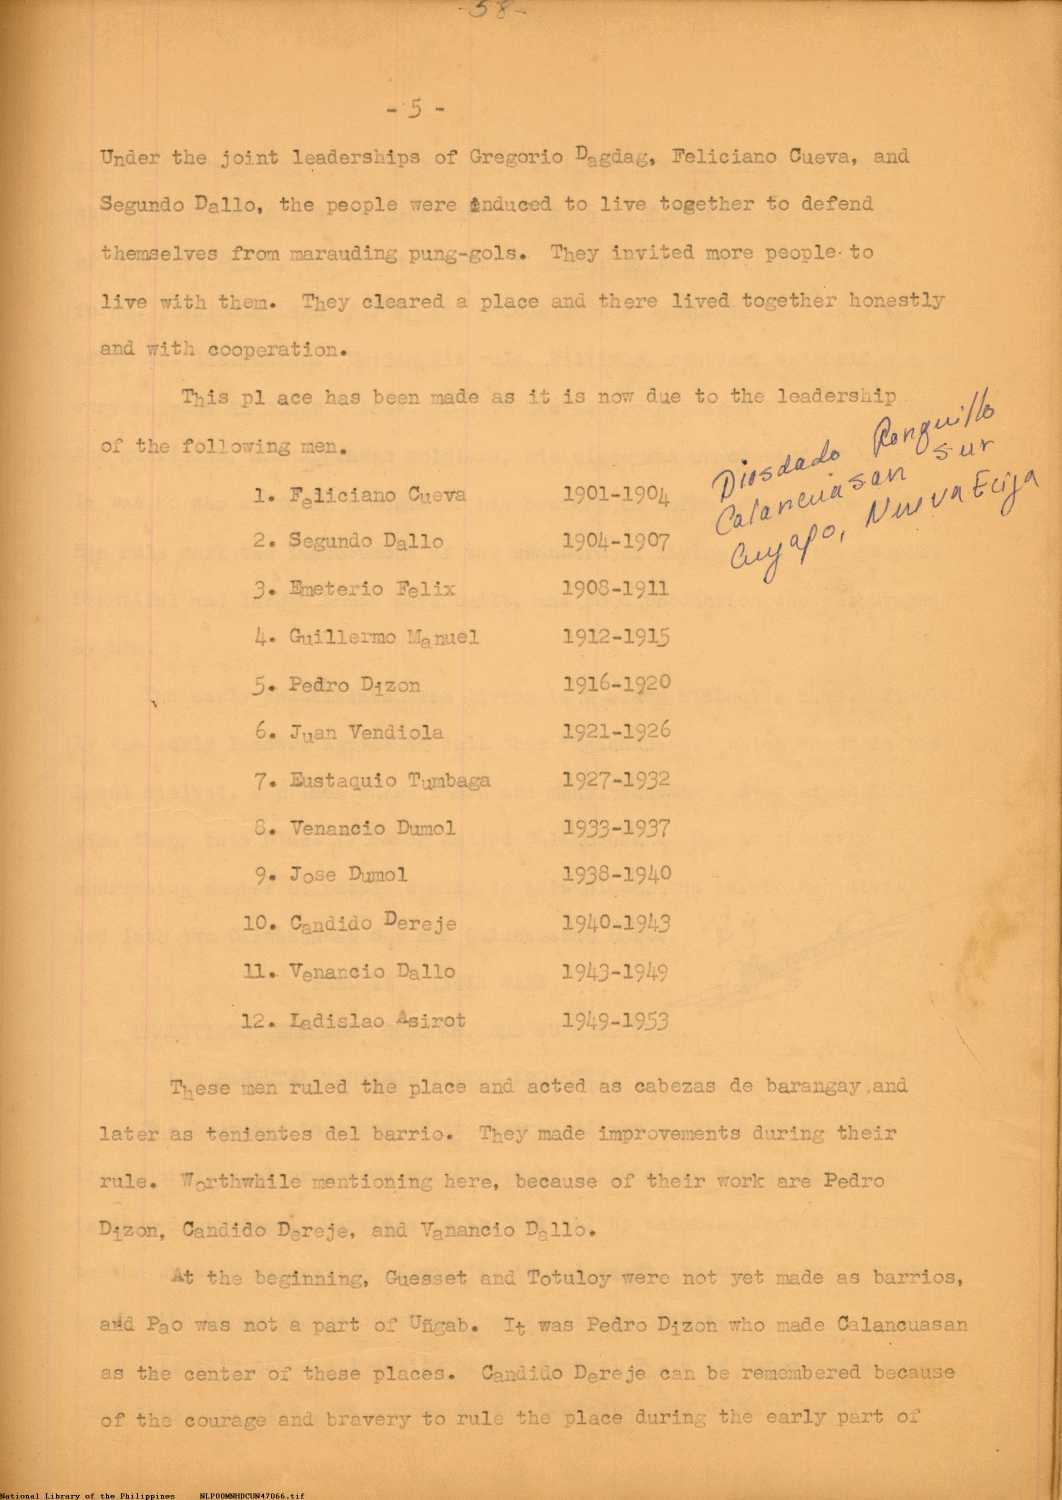 -58-
- 5 -
Under the joint leaderships of Gregorio Dagdag, Feliciano Cueva, and
Segundo Dallo, the people were induced to live together to defend
themselves from marauding pung-gols. They invited more people to
live with them. They cleared a place and there lived together honestly
and with cooperation.
This pl ace has been made as it is now due to the leadership
of the following men.
1. Feliciano Cueva 1901-1904
2. Segundo Dallo 1904-1907
3. Emeterio Felix 1908-1911
4. Guillermo Manuel 1912-1915
5. Pedro Dizon 1916-1920
6. Juan Vendiola 1921-1926
7. Eustaquio Tumbaga 1927-1932
8. Venancio Dumol 1933-1937
9. Jose Dumol 1938-1940
10. Candido Dereje 1940-1943
11. Venancio Dallo 1943-1949
12. Ladislao Asirot 1949-1953
Diosdado Ronquillo
Calancuasan Sur
Cuyapo, Nueva Ecija
These men ruled the place and acted as cabezas de barangay and
later as tenientes del barrio. They made improvements during their
rule. Worthwhile mentioning here, because of their work are Pedro
Dizon, Candido Dereje, and Vanancio Dallo.
At the beginning, Guesset and Totuloy were not yet made as barrios,
and Pao was not a part of Uñgab. It was Pedro Dizon who made Calancuasan
as the center of these places. Candido Dereje can be remembered because
of the courage and bravery to rule the place during the early part of
National Library of the Philippines NLP00MNHDCUN47066.tif